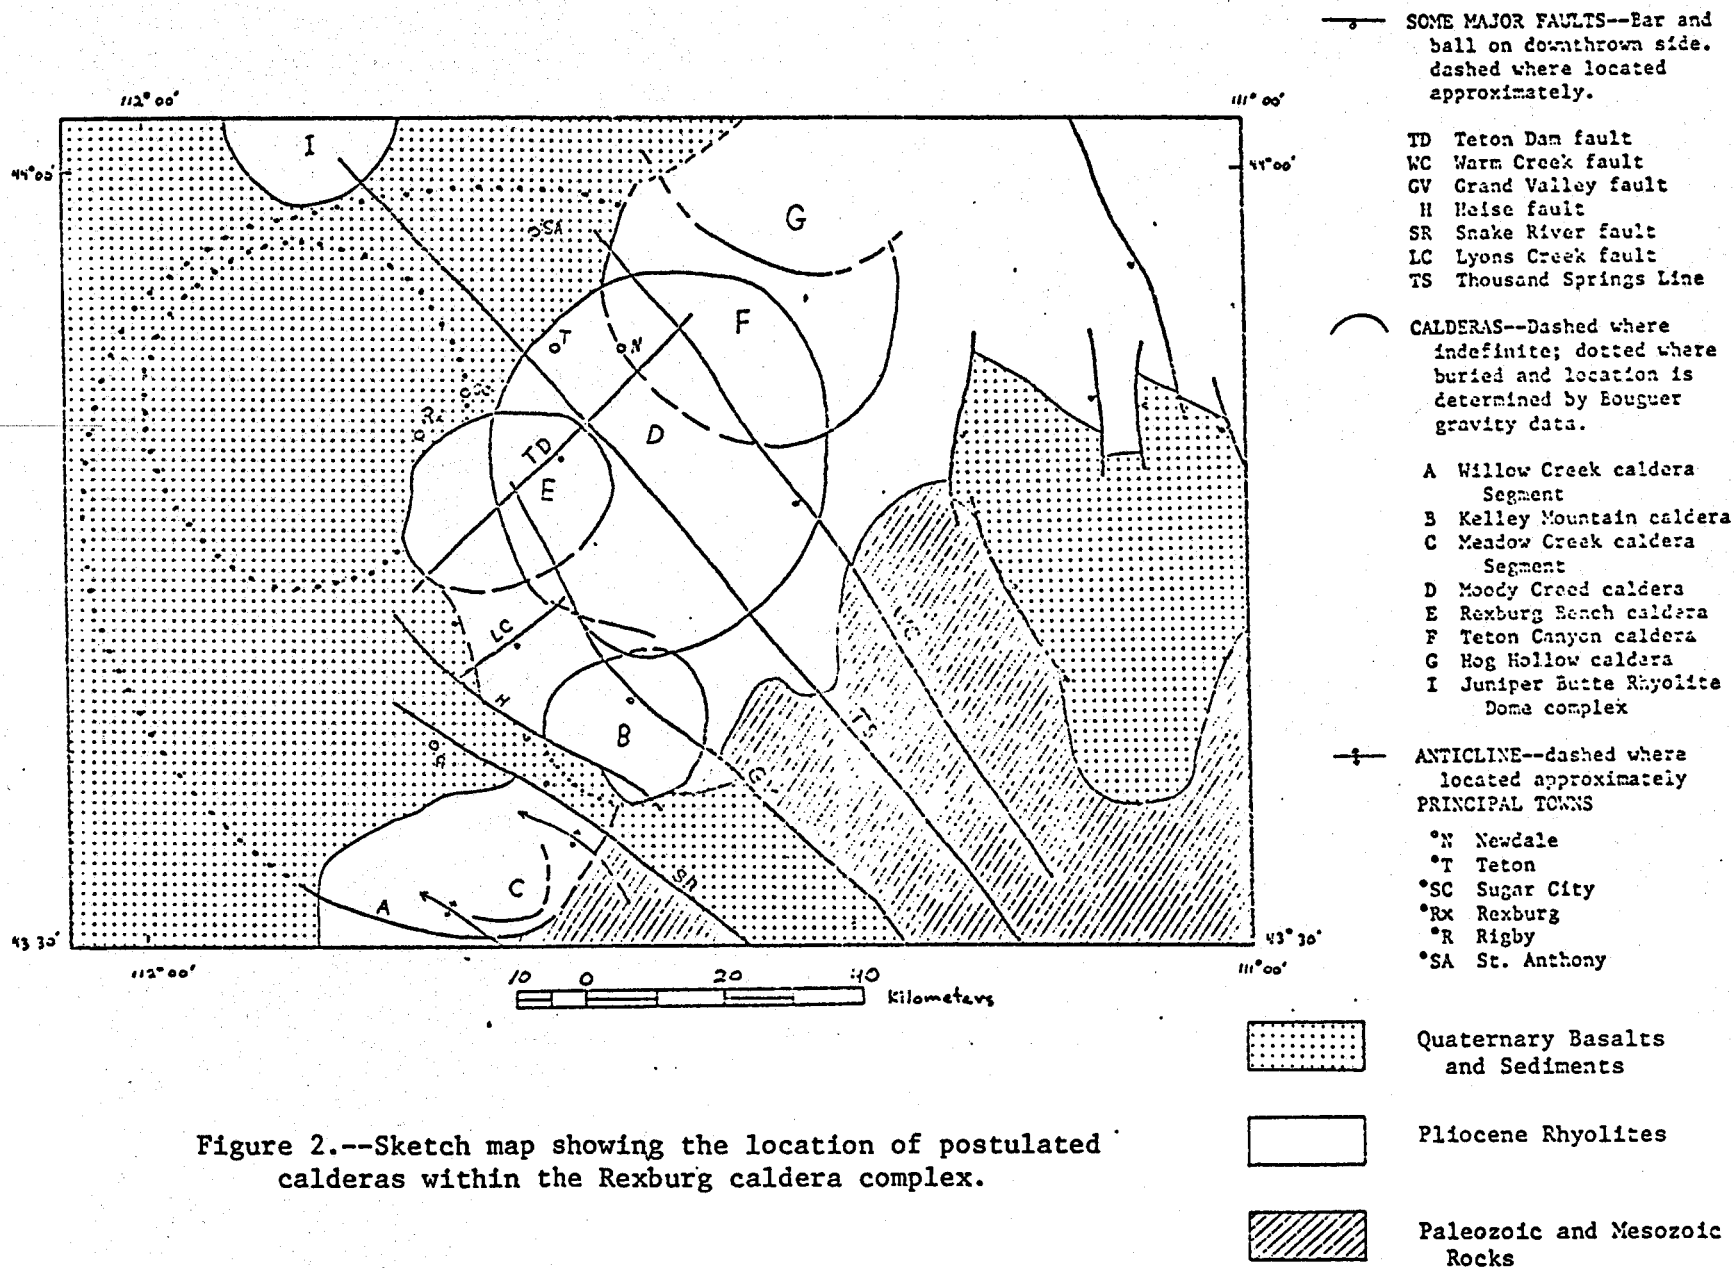 SOME MAJOR FAULTS--Bar and
ball on downthrown side.
dashed where located
approximately.
112°00'
111°00'
TD Teton Dam fault
WC Warm Creek fault
GV Grand Valley fault
H Heise fault
SR Snake River fault
LC Lyons Creek fault
TS Thousand Springs Line
I
44°00'
44°00'
G
SA
CALDERAS--Dashed where
indefinite; dotted where
buried and location is
determined by Bouguer
gravity data.
F
T
N
Rx
D
TD
E
A Willow Creek caldera
Segment
B Kelley Mountain caldera
C Meadow Creek caldera
Segment
D Moody Creed caldera
E Rexburg Bench caldera
F Teton Canyon caldera
G Hog Hollow caldera
I Juniper Butte Rhyolite
Dome complex
LC
H
TS
B
R
G
ANTICLINE--dashed where
located approximately
PRINCIPAL TOWNS
°N Newdale
°T Teton
°SC Sugar City
°Rx Rexburg
°R Rigby
°SA St. Anthony
SR
C
A
43 30'
43°30'
112°00'
111°00'
10 0 20 40 Kilometers
Quaternary Basalts
and Sediments
Pliocene Rhyolites
Paleozoic and Mesozoic
Rocks
Figure 2.--Sketch map showing the location of postulated
calderas within the Rexburg caldera complex.